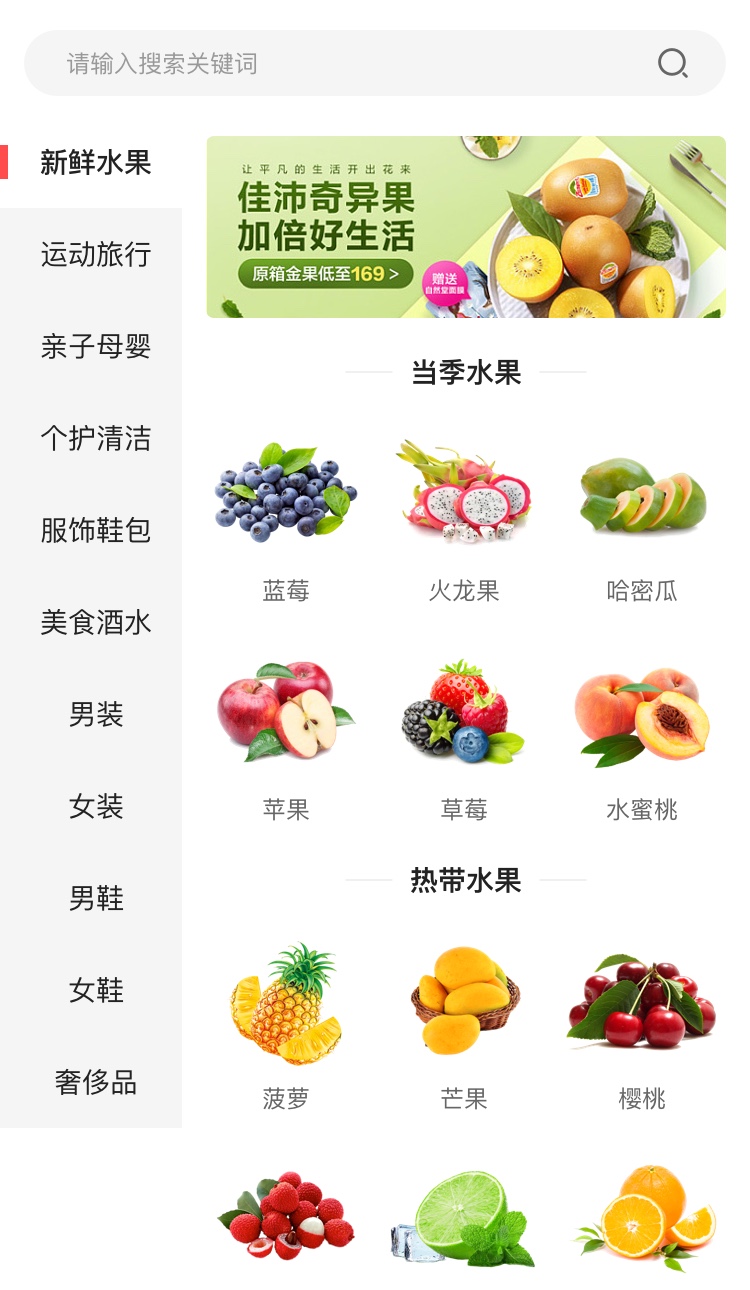 请输入搜索关键词
新鲜水果
运动旅行
亲子母婴
个护清洁
服饰鞋包
美食酒水
男装
女装
男鞋
女鞋
奢侈品
让平凡的生活开出花来
佳沛奇异果
加倍好生活
原箱金果低至169 >
赠送
自然堂面膜
当季水果
蓝莓
火龙果
哈密瓜
苹果
草莓
水蜜桃
热带水果
菠萝
芒果
樱桃